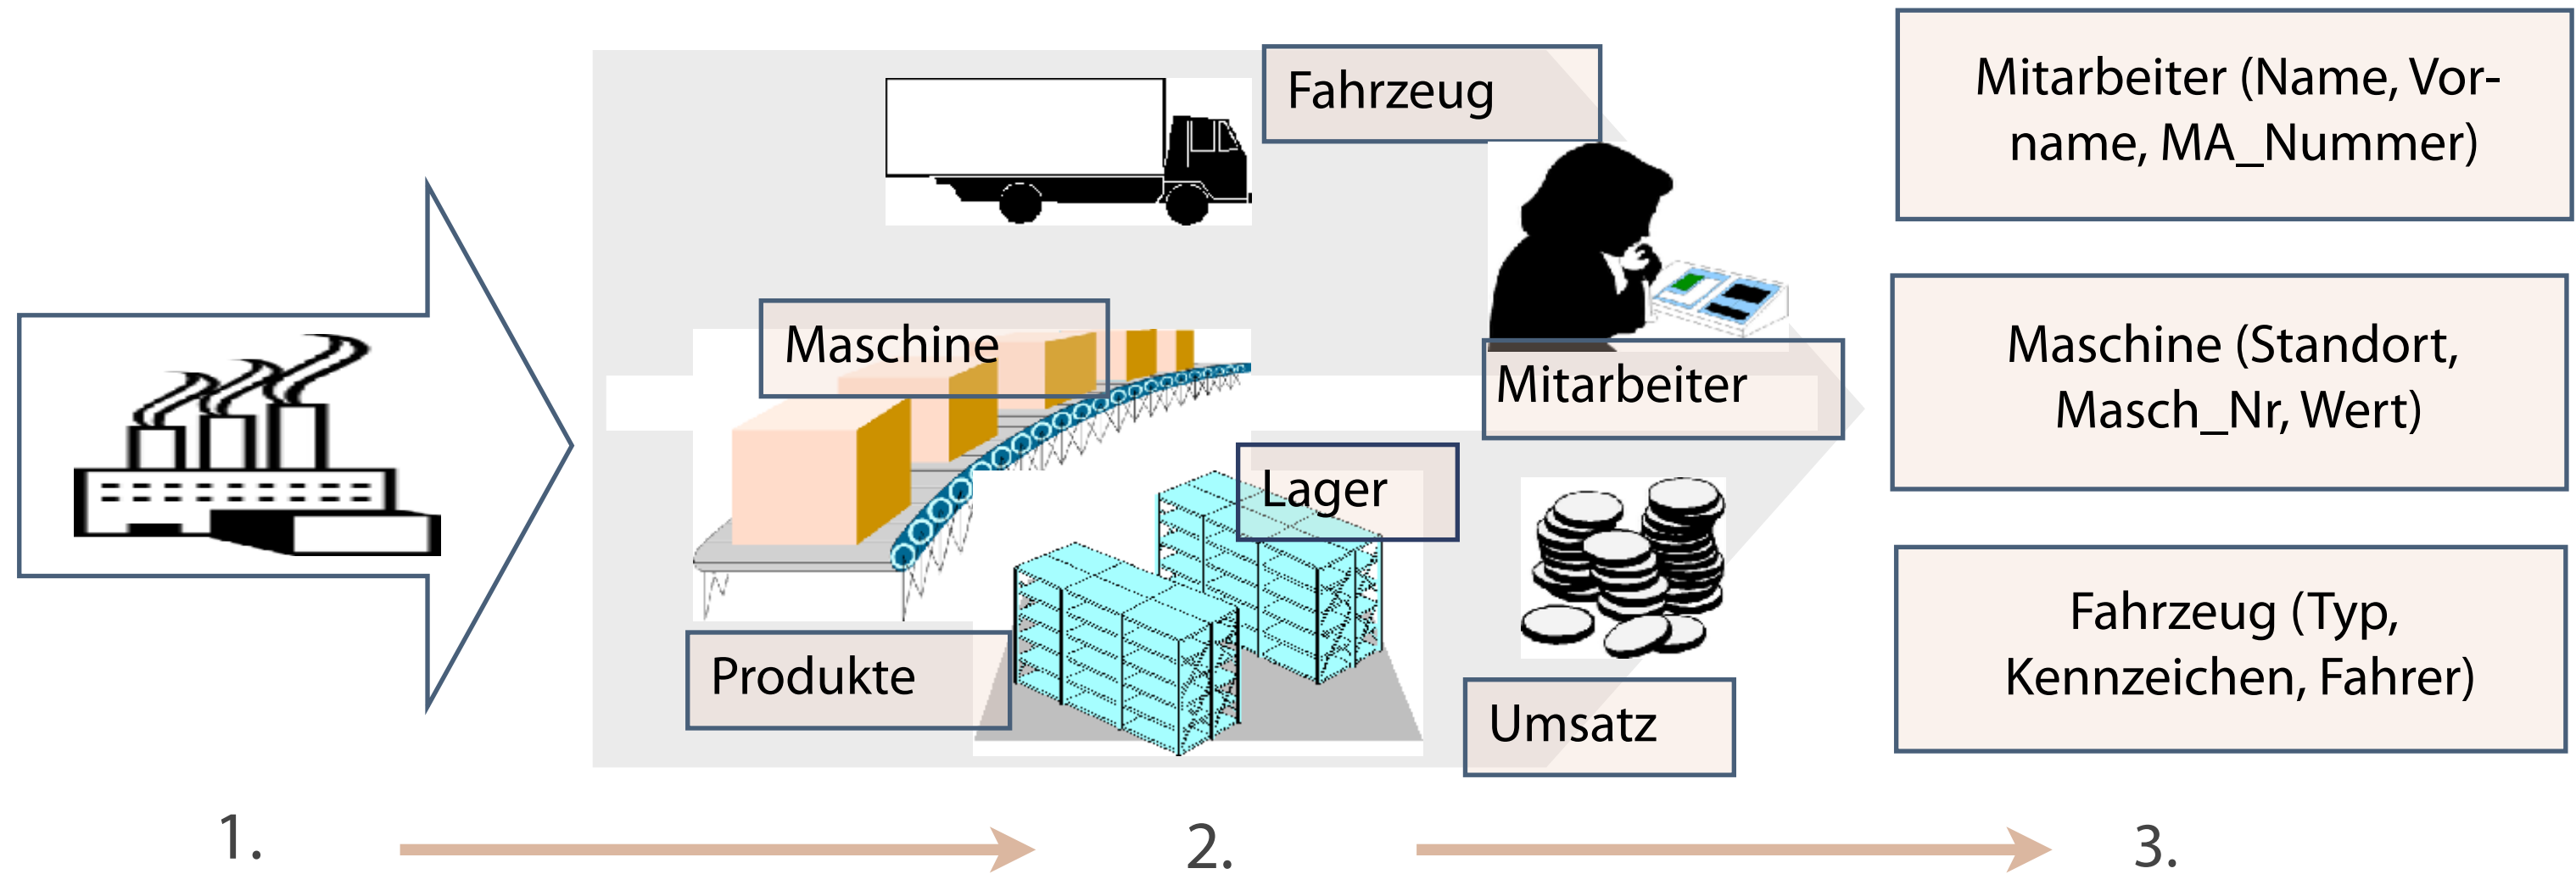 Fahrzeug
Maschine
Mitarbeiter
Lager
Produkte
Umsatz
Mitarbeiter (Name, Vor-
name, MA_Nummer)
Maschine (Standort,
Masch_Nr, Wert)
Fahrzeug (Typ,
Kennzeichen, Fahrer)
1.
2.
3.